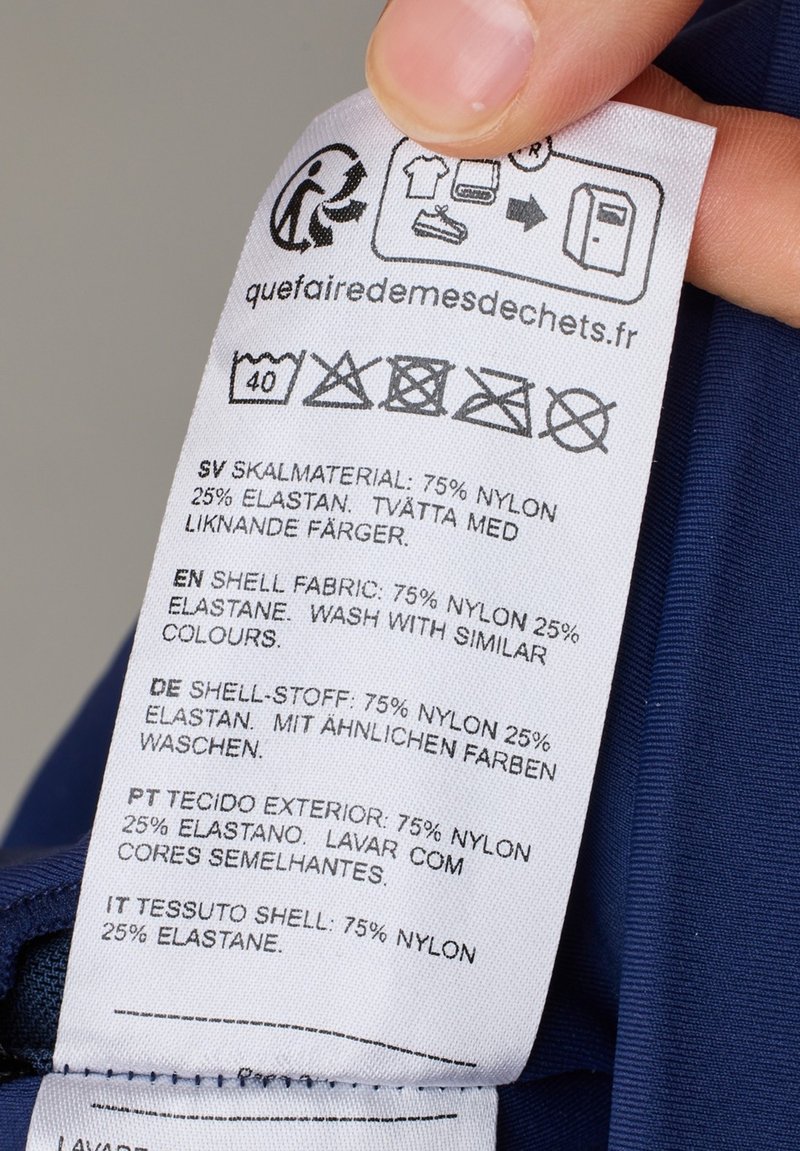 FR
quefairedemesdechets.fr
40
SV SKALMATERIAL: 75% NYLON
25% ELASTAN. TVÄTTA MED
LIKNANDE FÄRGER.
EN SHELL FABRIC: 75% NYLON 25%
ELASTANE. WASH WITH SIMILAR
COLOURS.
DE SHELL-STOFF: 75% NYLON 25%
ELASTAN. MIT ÄHNLICHEN FARBEN
WASCHEN.
PT TECIDO EXTERIOR: 75% NYLON
25% ELASTANO. LAVAR COM
CORES SEMELHANTES.
IT TESSUTO SHELL: 75% NYLON
25% ELASTANE.
LAVARE